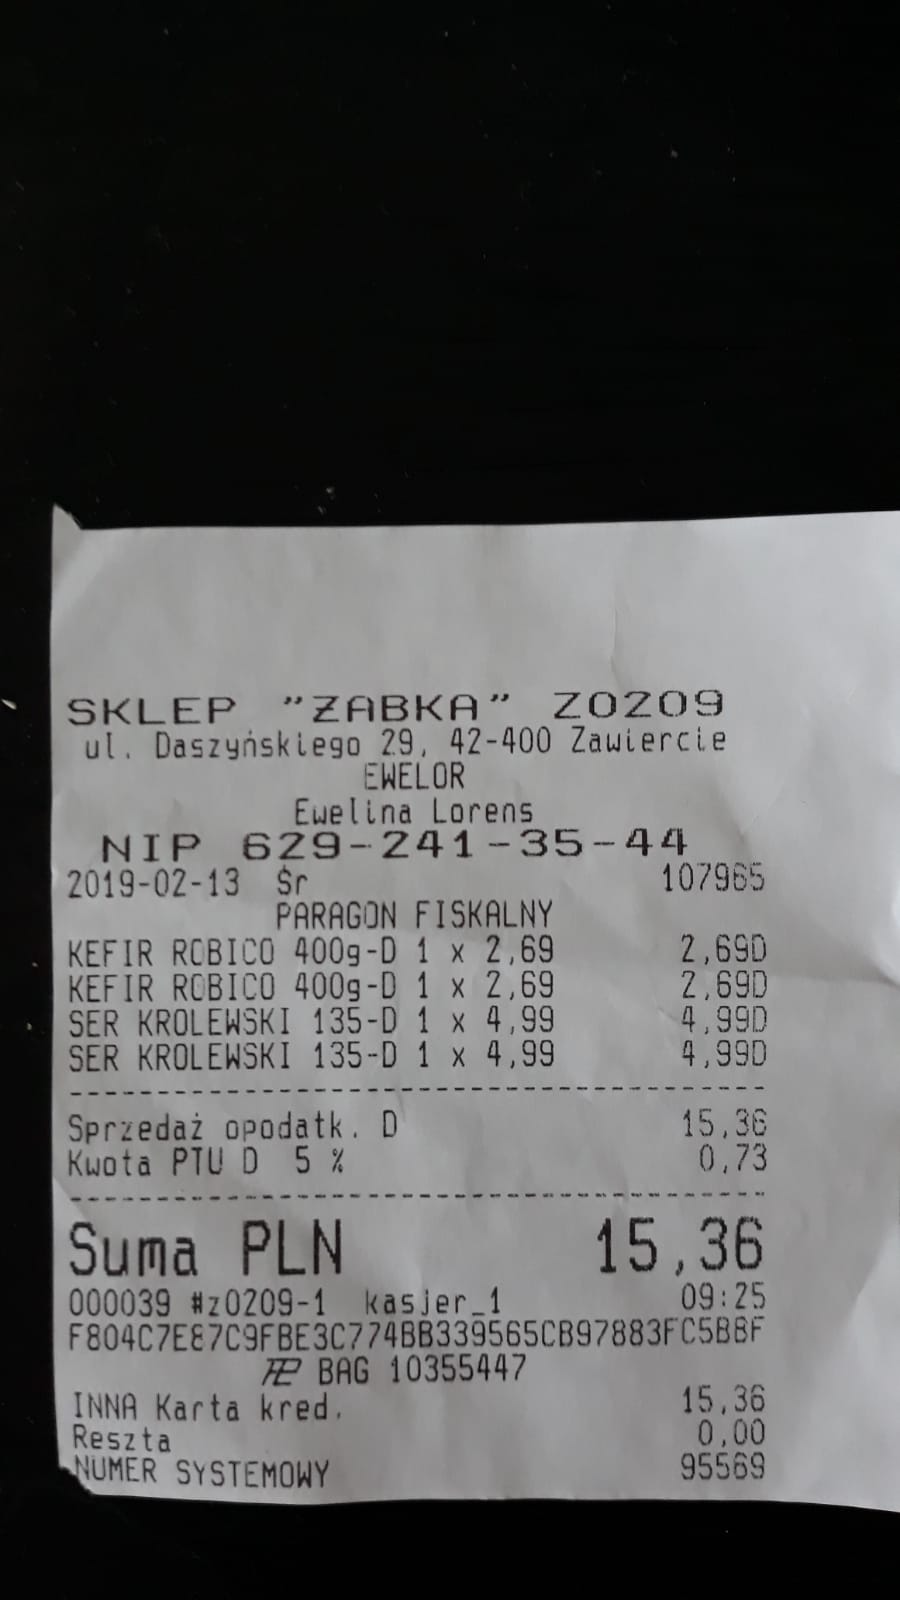 SKLEP "ŻABKA" Z0209
ul. Daszyńskiego 29, 42-400 Zawiercie
EWELOR
Ewelina Lorens
NIP 629-241-35-44
2019-02-13 Śr 107965
PARAGON FISKALNY
KEFIR ROBICO 400g-D 1 x 2,69 2,69D
KEFIR ROBICO 400g-D 1 x 2,69 2,69D
SER KROLEWSKI 135-D 1 x 4,99 4,99D
SER KROLEWSKI 135-D 1 x 4,99 4,99D
Sprzedaż opodatk. D 15,36
Kwota PTU D 5 % 0,73
Suma PLN 15,36
000039 #z0209-1 kasjer_1 09:25
F804C7E87C9FBE3C774BB339565CB97883FC5BBF
BAG 10355447
INNA Karta kred. 15,36
Reszta 0,00
NUMER SYSTEMOWY 95569